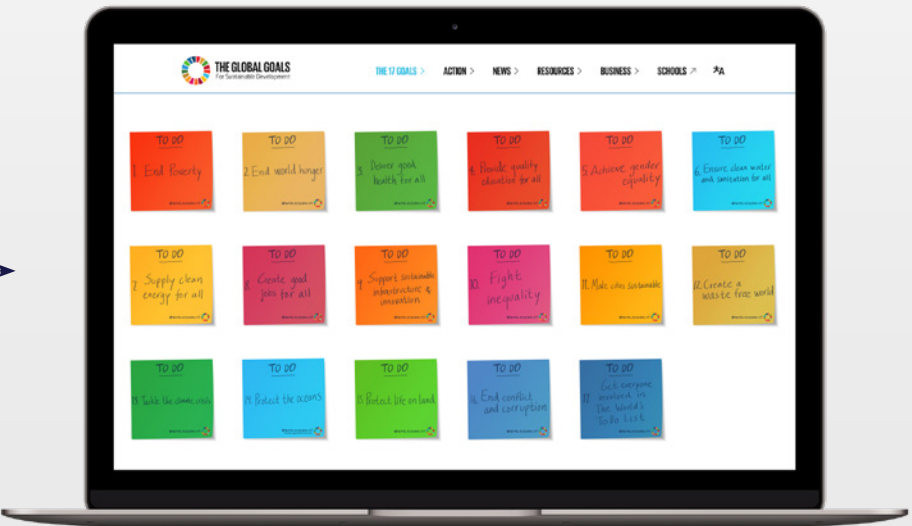 THE GLOBAL GOALS
For Sustainable Development
THE 17 GOALS >
ACTION >
NEWS >
RESOURCES >
BUSINESS >
SCHOOLS ↗
TO DO
1. End Poverty
TO DO
2. End world hunger
TO DO
3. Deliver good
health for all
TO DO
4. Provide quality
education for all
TO DO
5. Achieve gender
equality
TO DO
6. Ensure clean water
and sanitation for all
TO DO
7. Supply clean
energy for all
TO DO
8. Create good
jobs for all
TO DO
9. Support sustainable
infrastructure &
innovation
TO DO
10. Fight
inequality
TO DO
11. Make cities sustainable
TO DO
12. Create a
waste free world
TO DO
13. Tackle the climate crisis
TO DO
14. Protect the oceans
TO DO
15. Protect life on land
TO DO
16. End conflict
and corruption
TO DO
17. Get everyone
involved in
The World's
To Do List